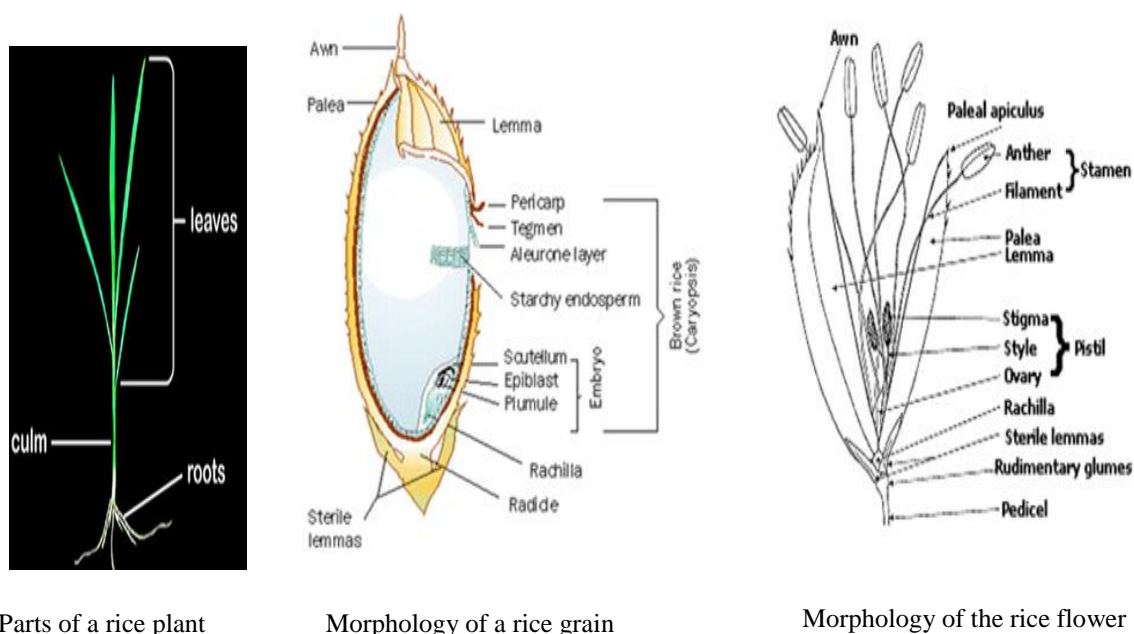 leaves
culm
roots
Parts of a rice plant
Awn
Palea
Lemma
Pericarp
Tegmen
Aleurone layer
Starchy endosperm
Brown rice
(Caryopsis)
Scutellum
Epiblast
Plumule
Embryo
Rachilla
Radide
Sterile
lemmas
Morphology of a rice grain
Awn
Paleal apiculus
Anther
Stamen
Filament
Palea
Lemma
Stigma
Style
Pistil
Ovary
Rachilla
Sterile lemmas
Rudimentary glumes
Pedicel
Morphology of the rice flower